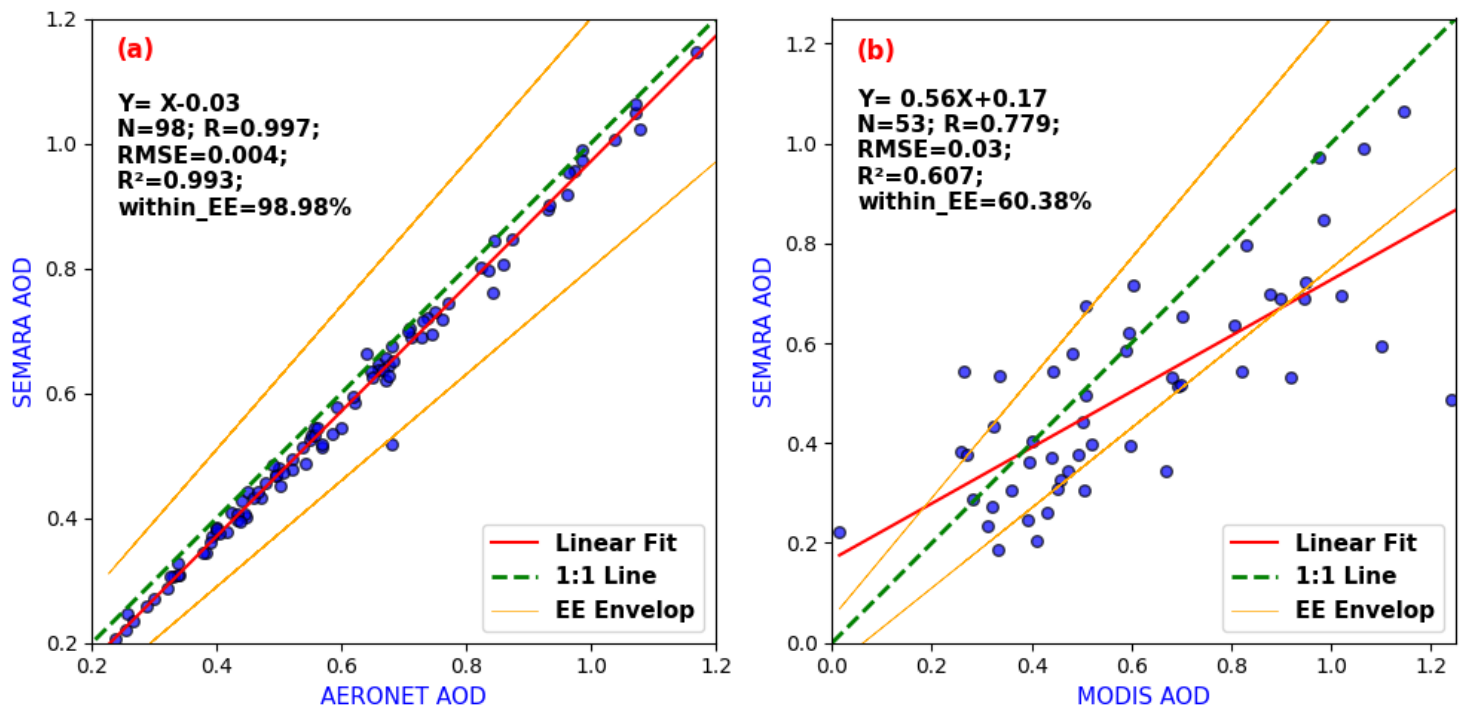 (a)
Y= X-0.03
N=98; R=0.997;
RMSE=0.004;
R²=0.993;
within_EE=98.98%
1.2
1.0
0.8
0.6
0.4
0.2
SEMARA AOD
Linear Fit
1:1 Line
EE Envelop
0.2 0.4 0.6 0.8 1.0 1.2
AERONET AOD
(b)
Y= 0.56X+0.17
N=53; R=0.779;
RMSE=0.03;
R²=0.607;
within_EE=60.38%
1.2
1.0
0.8
0.6
0.4
0.2
0.0
SEMARA AOD
Linear Fit
1:1 Line
EE Envelop
0.0 0.2 0.4 0.6 0.8 1.0 1.2
MODIS AOD